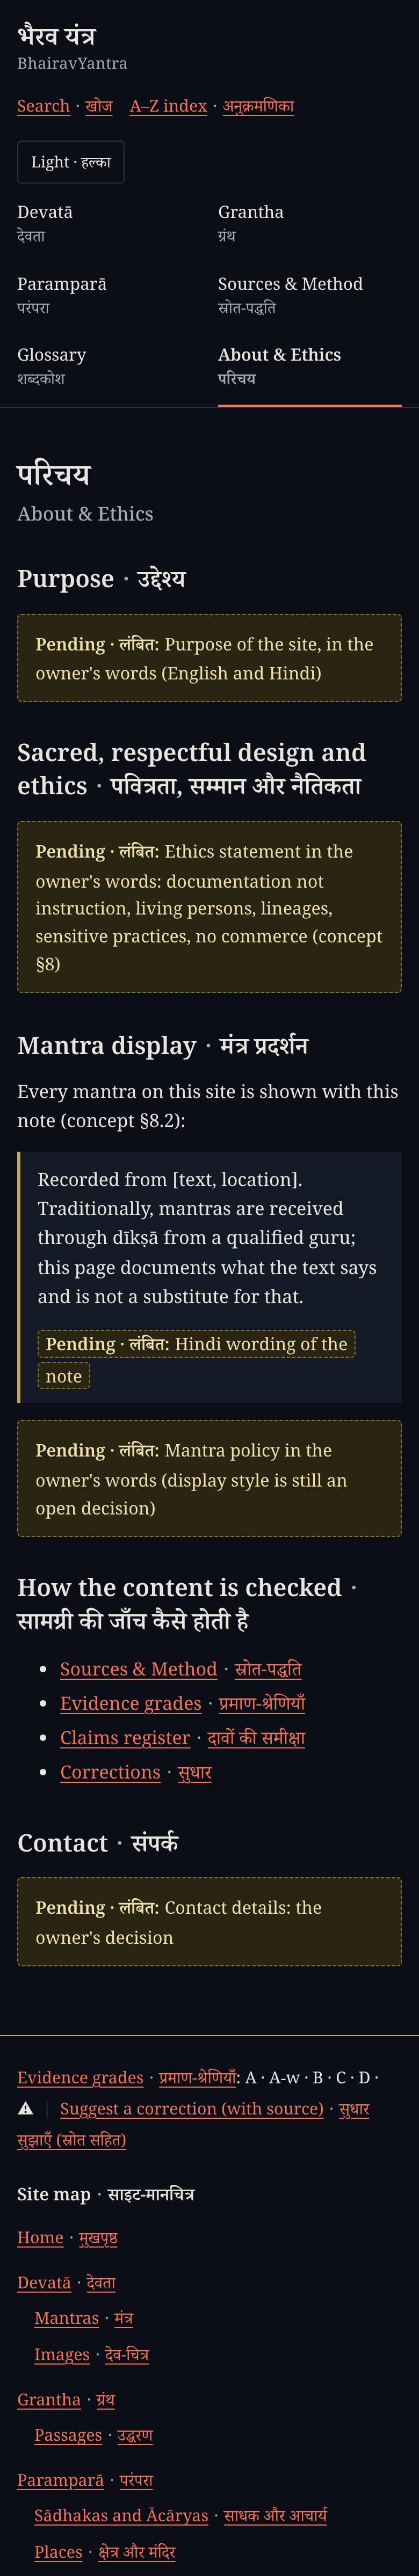 भैरव यंत्र
BhairavYantra
Search · खोज A–Z index · अनुक्रमणिका
Light · हल्का
Devatā
देवता
Grantha
ग्रंथ
Paramparā
परंपरा
Sources & Method
स्रोत-पद्धति
Glossary
शब्दकोश
About & Ethics
परिचय
परिचय
About & Ethics
Purpose · उद्देश्य
Pending · लंबित: Purpose of the site, in the
owner's words (English and Hindi)
Sacred, respectful design and
ethics · पवित्रता, सम्मान और नैतिकता
Pending · लंबित: Ethics statement in the
owner's words: documentation not
instruction, living persons, lineages,
sensitive practices, no commerce (concept
§8)
Mantra display · मंत्र प्रदर्शन
Every mantra on this site is shown with this
note (concept §8.2):
Recorded from [text, location].
Traditionally, mantras are received
through dīkṣā from a qualified guru;
this page documents what the text says
and is not a substitute for that.
Pending · लंबित: Hindi wording of the
note
Pending · लंबित: Mantra policy in the
owner's words (display style is still an
open decision)
How the content is checked ·
सामग्री की जाँच कैसे होती है
• Sources & Method · स्रोत-पद्धति
• Evidence grades · प्रमाण-श्रेणियाँ
• Claims register · दावों की समीक्षा
• Corrections · सुधार
Contact · संपर्क
Pending · लंबित: Contact details: the
owner's decision
Evidence grades · प्रमाण-श्रेणियाँ: A · A-w · B · C · D ·
⚠ | Suggest a correction (with source) · सुधार
सुझाएँ (स्रोत सहित)
Site map · साइट-मानचित्र
Home · मुखपृष्ठ
Devatā · देवता
Mantras · मंत्र
Images · देव-चित्र
Grantha · ग्रंथ
Passages · उद्धरण
Paramparā · परंपरा
Sādhakas and Ācāryas · साधक और आचार्य
Places · क्षेत्र और मंदिर